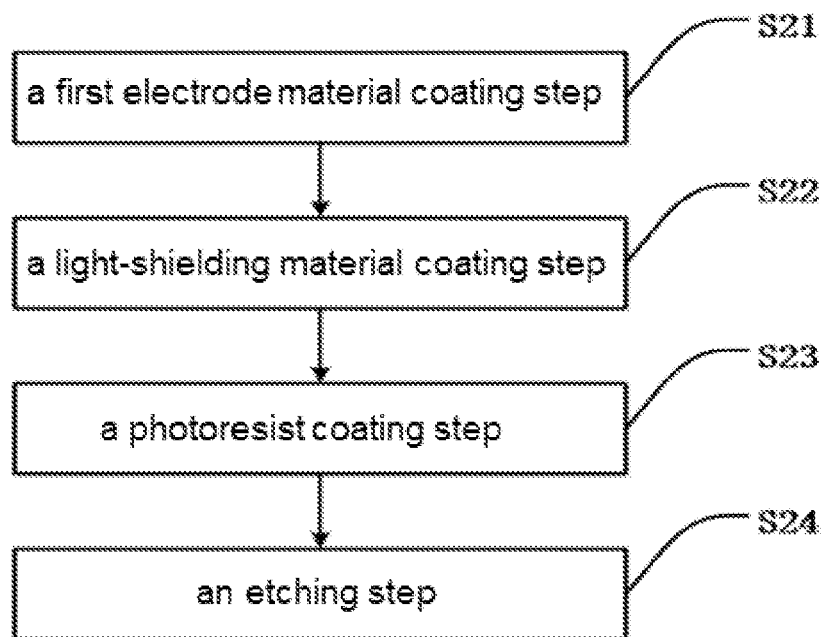 S21
a first electrode material coating step
S22
a light-shielding material coating step
S23
a photoresist coating step
S24
an etching step